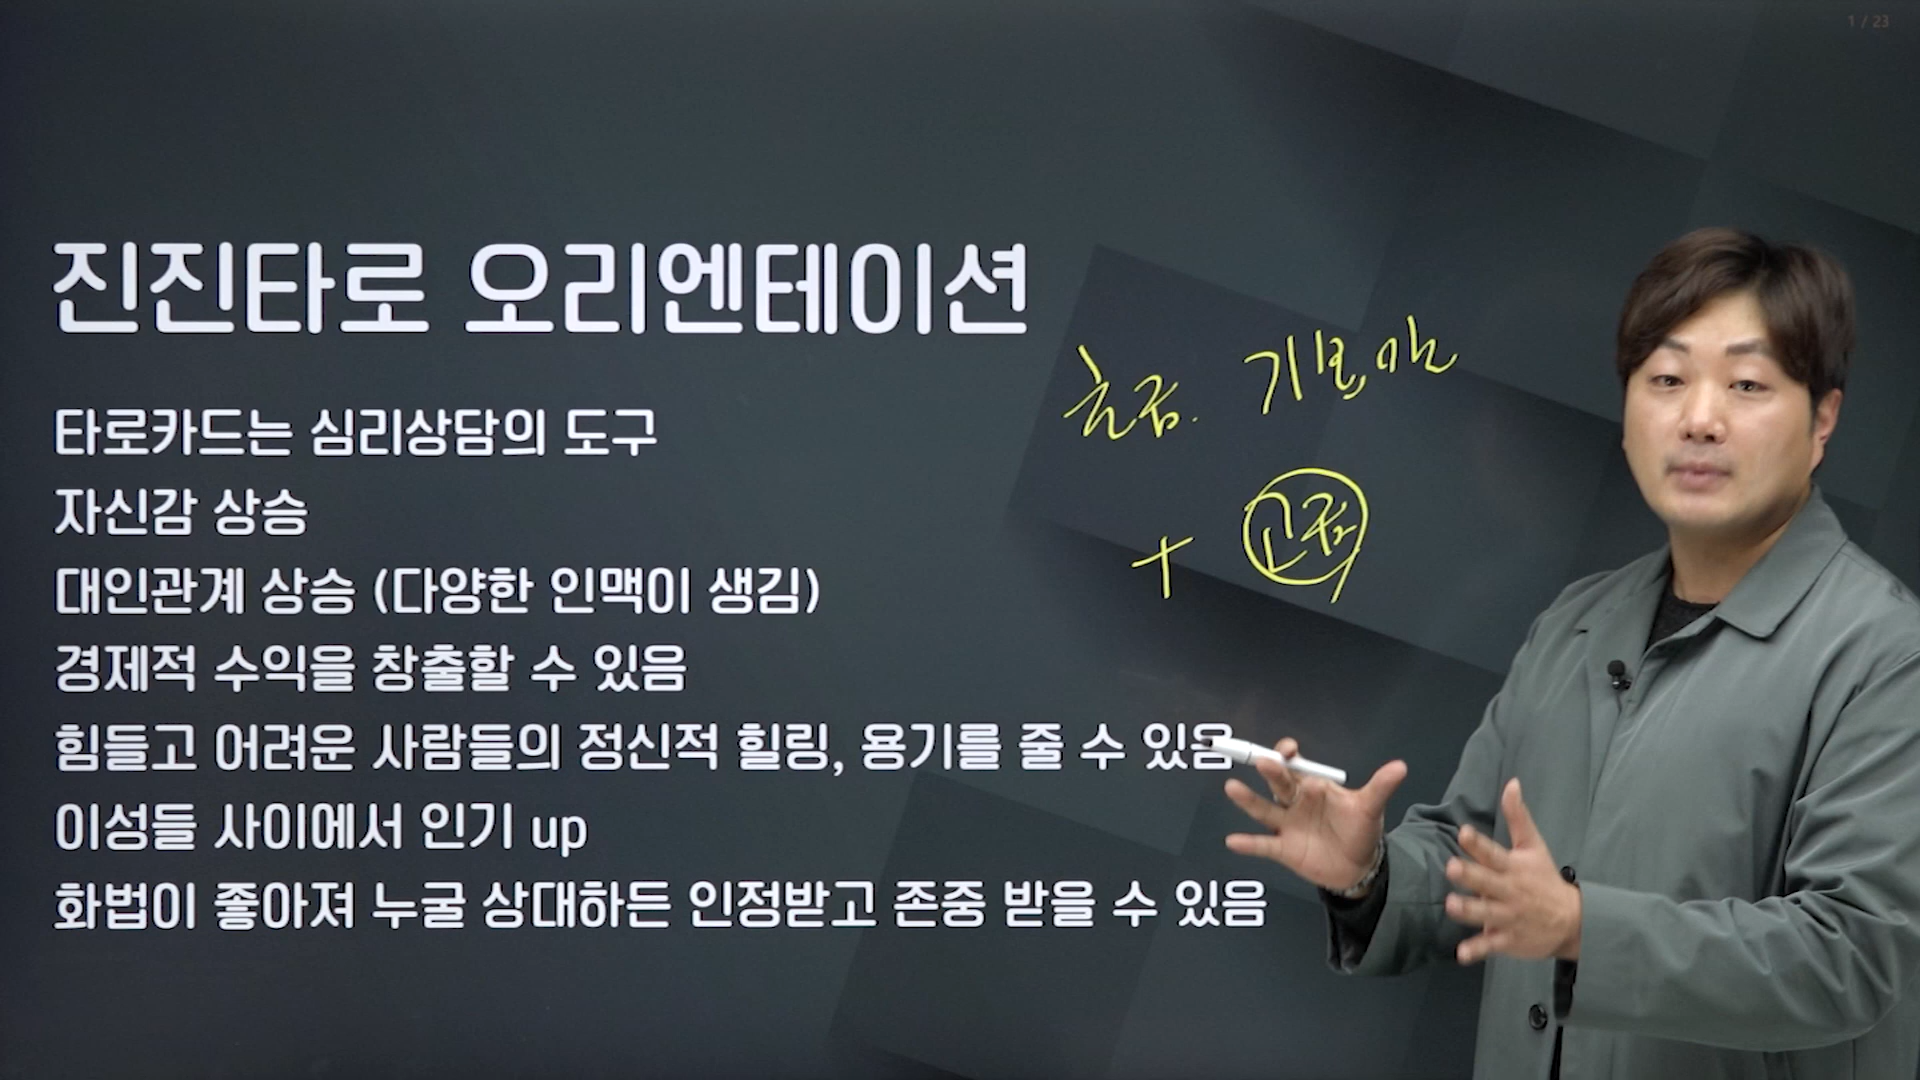 1 / 23
진진타로 오리엔테이션
타로카드는 심리상담의 도구
자신감 상승
대인관계 상승 (다양한 인맥이 생김)
경제적 수익을 창출할 수 있음
힘들고 어려운 사람들의 정신적 힐링, 용기를 줄 수 있음
이성들 사이에서 인기 up
화법이 좋아져 누굴 상대하든 인정받고 존중 받을 수 있음
+